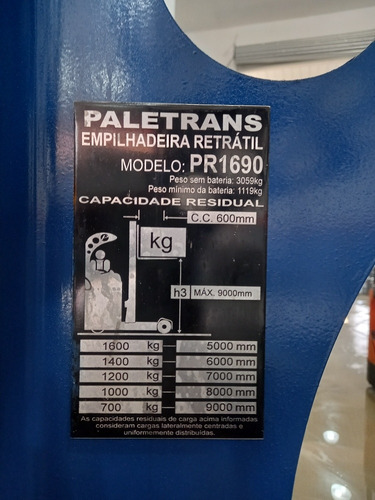 PALETRANS
EMPILHADEIRA RETRÁTIL
MODELO: PR1690
Peso sem bateria: 3059kg
Peso mínimo da bateria: 1119kg
CAPACIDADE RESIDUAL
C.C. 600mm
kg
h3 MÁX. 9000mm
1600 kg 5000 mm
1400 kg 6000 mm
1200 kg 7000 mm
1000 kg 8000 mm
700 kg 9000 mm
As capacidades residuais de carga acima informadas
consideram cargas lateralmente centradas e
uniformemente distribuídas.